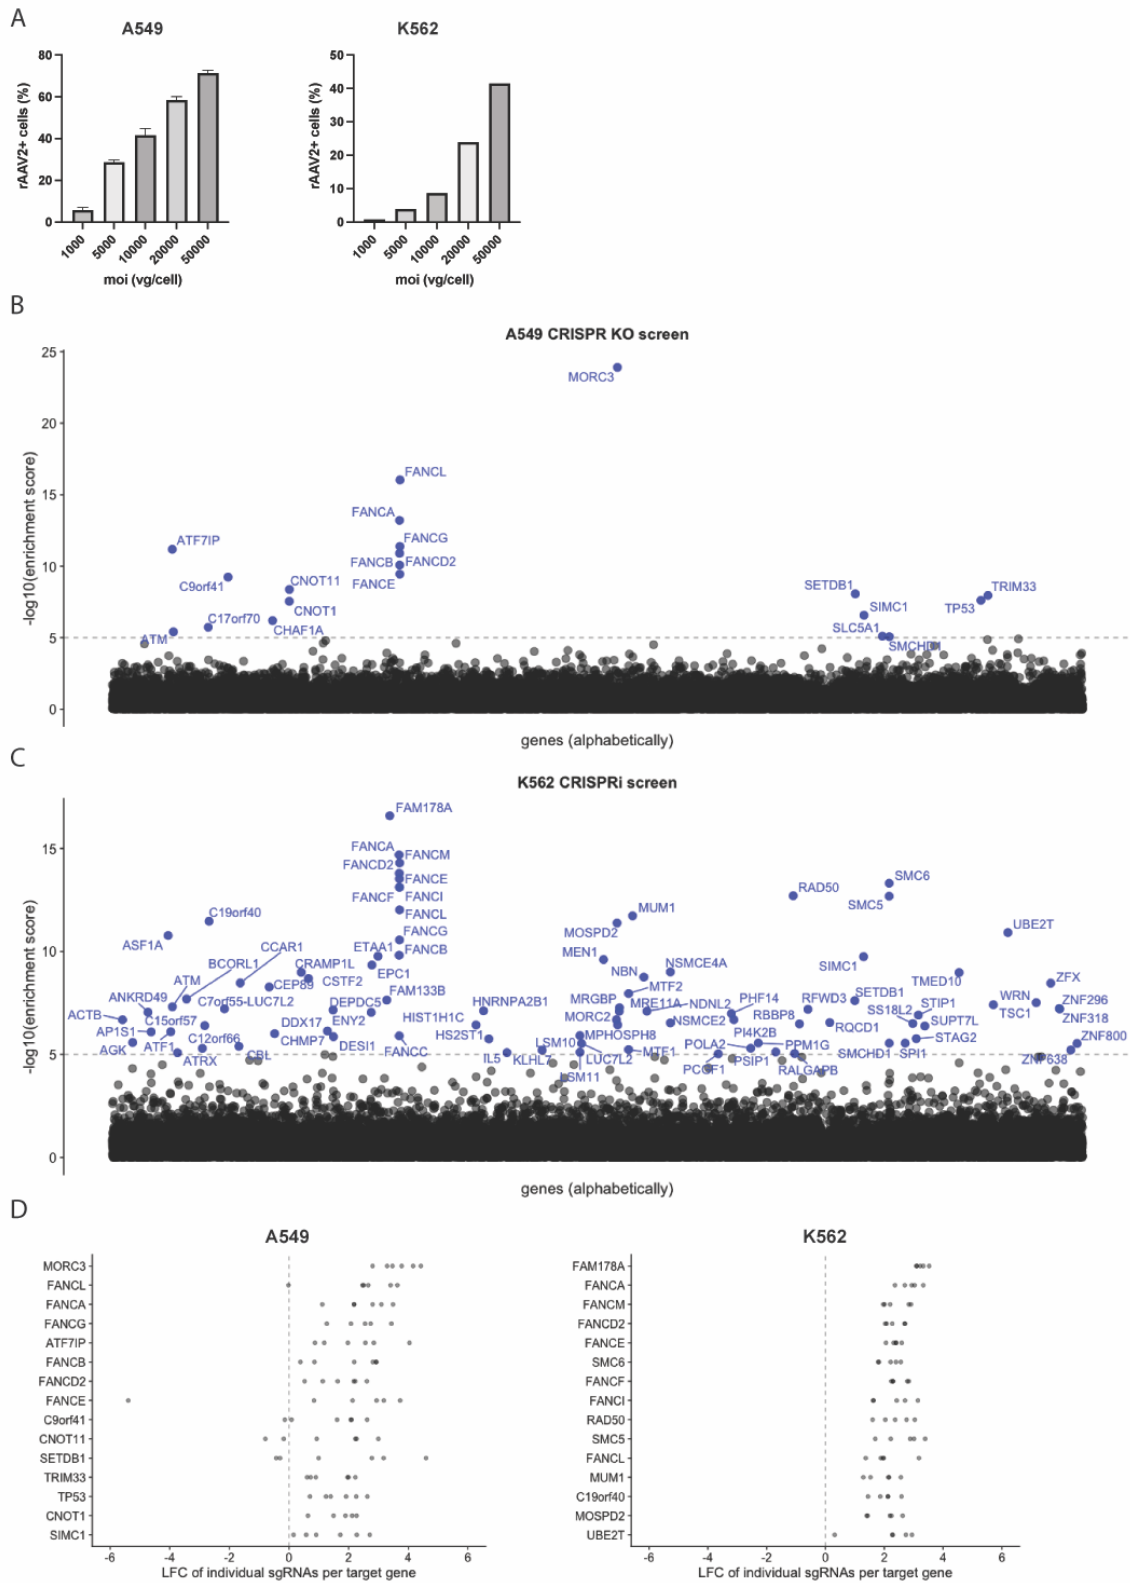 A
A549
K562
rAAV2+ cells (%)
80
60
40
20
0
1000
5000
10000
20000
50000
moi (vg/cell)
rAAV2+ cells (%)
50
40
30
20
10
0
1000
5000
10000
20000
50000
moi (vg/cell)
B
A549 CRISPR KO screen
-log10(enrichment score)
25
20
15
10
5
0
MORC3
FANCL
FANCA
FANCG
FANCB
FANCD2
FANCE
ATF7IP
C9orf41
CNOT11
CNOT1
C17orf70
CHAF1A
ATM
SETDB1
SIMC1
SLC5A1
SMCHD1
TRIM33
TP53
genes (alphabetically)
C
K562 CRISPRi screen
-log10(enrichment score)
15
10
5
0
FAM178A
FANCA
FANCM
FANCD2
FANCE
FANCF
FANCI
FANCL
FANCG
FANCB
C19orf40
ASF1A
CCAR1
BCORL1
ATM
ETAA1
CRAMP1L
EPC1
CEP89
CSTF2
ANKRD49
C7orf55-LUC7L2
DEPDC5
FAM133B
ACTB
C15orf57
AP1S1
ATF1
C12orf66
DDX17
ENY2
CHMP7
DESI1
AGK
ATRX
CBL
FANCC
HNRNPA2B1
HIST1H1C
HS2ST1
IL5
KLHL7
MUM1
MOSPD2
MEN1
NBN
NSMCE4A
MTF2
MRGBP
MRE11A
NDNL2
MORC2
NSMCE2
MPHOSPH8
LSM10
LUC7L2
MTF1
LSM11
RAD50
SMC6
SMC5
SIMC1
PHF14
RFWD3
SETDB1
RBBP8
RQCD1
SS18L2
STIP1
SUPT7L
STAG2
PI4K2B
POLA2
PPM1G
PCGF1
PSIP1
RALGAPB
SMCHD1
SPI1
UBE2T
TMED10
ZFX
WRN
TSC1
ZNF296
ZNF318
ZNF800
ZNF638
genes (alphabetically)
D
A549
MORC3
FANCL
FANCA
FANCG
ATF7IP
FANCB
FANCD2
FANCE
C9orf41
CNOT11
SETDB1
TRIM33
TP53
CNOT1
SIMC1
-6
-4
-2
0
2
4
6
LFC of individual sgRNAs per target gene
K562
FAM178A
FANCA
FANCM
FANCD2
FANCE
SMC6
FANCF
FANCI
RAD50
SMC5
FANCL
MUM1
C19orf40
MOSPD2
UBE2T
-6
-4
-2
0
2
4
6
LFC of individual sgRNAs per target gene